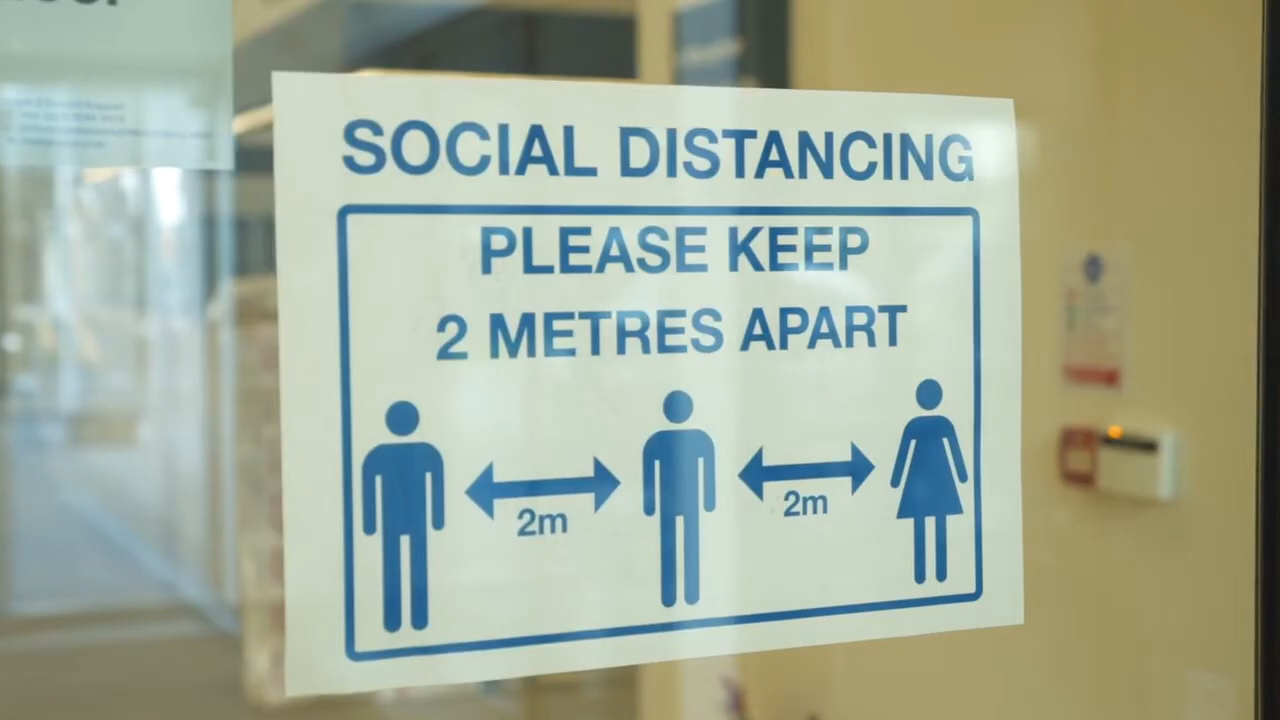 SOCIAL DISTANCING
PLEASE KEEP
2 METRES APART
2m
2m